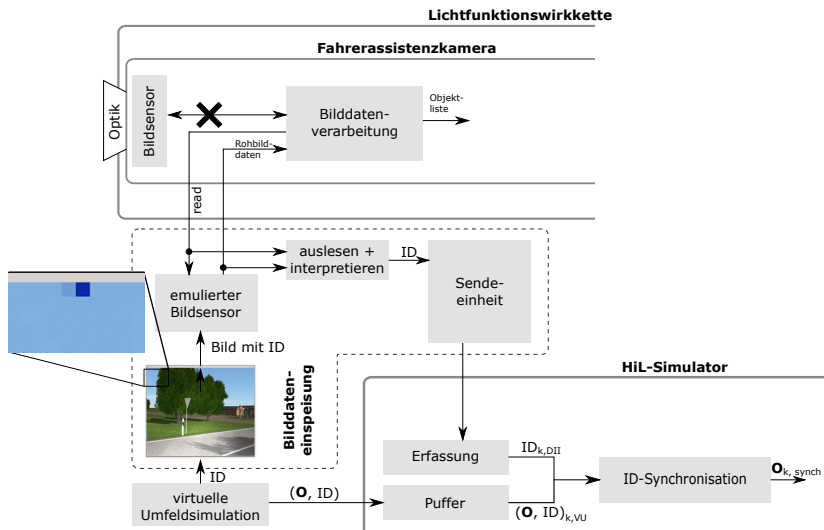 Lichtfunktionswirkkette
Fahrerassistenzkamera
Optik
Bildsensor
Bilddaten-
verarbeitung
Objekt-
liste
Rohbild-
daten
read
auslesen +
interpretieren
ID
Sende-
einheit
emulierter
Bildsensor
Bild mit ID
Bilddaten-
einspeisung
HiL-Simulator
ID
virtuelle
Umfeldsimulation
(O, ID)
Erfassung
ID k,DII
Puffer
(O, ID) k,VU
ID-Synchronisation
O k, synch